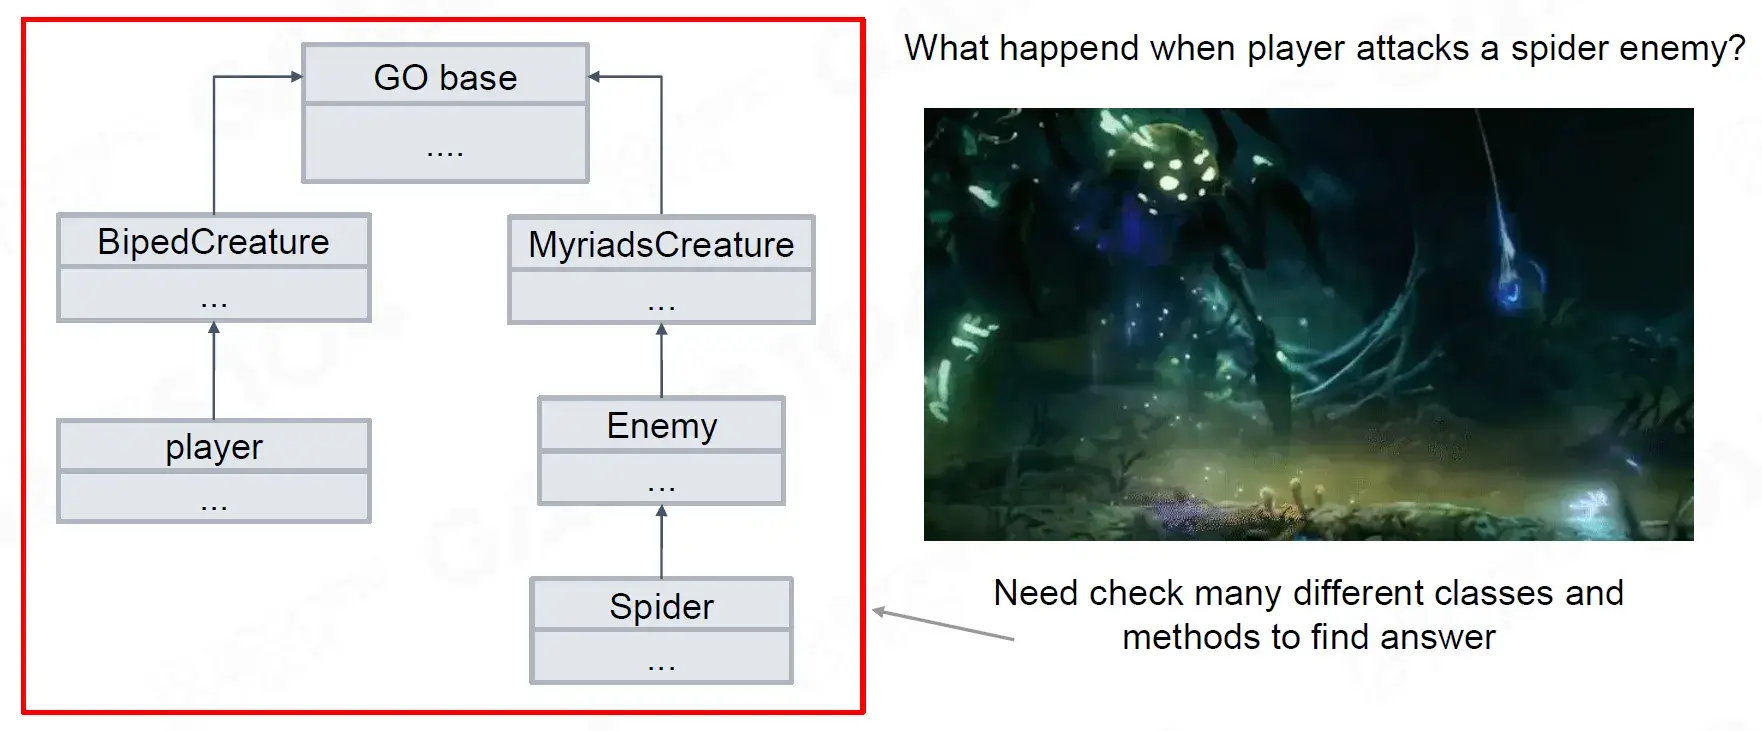 GO base
....
BipedCreature
...
MyriadsCreature
...
player
...
Enemy
...
Spider
...
What happend when player attacks a spider enemy?
Need check many different classes and
methods to find answer